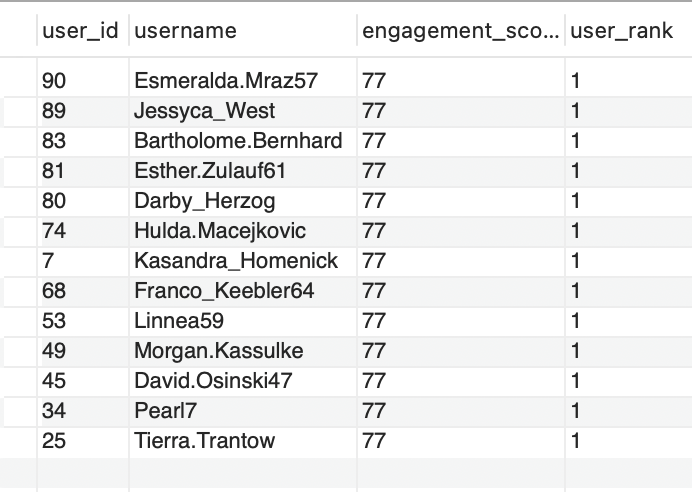 user_id username engagement_sco... user_rank
90 Esmeralda.Mraz57 77 1
89 Jessyca_West 77 1
83 Bartholome.Bernhard 77 1
81 Esther.Zulauf61 77 1
80 Darby_Herzog 77 1
74 Hulda.Macejkovic 77 1
7 Kasandra_Homenick 77 1
68 Franco_Keebler64 77 1
53 Linnea59 77 1
49 Morgan.Kassulke 77 1
45 David.Osinski47 77 1
34 Pearl7 77 1
25 Tierra.Trantow 77 1